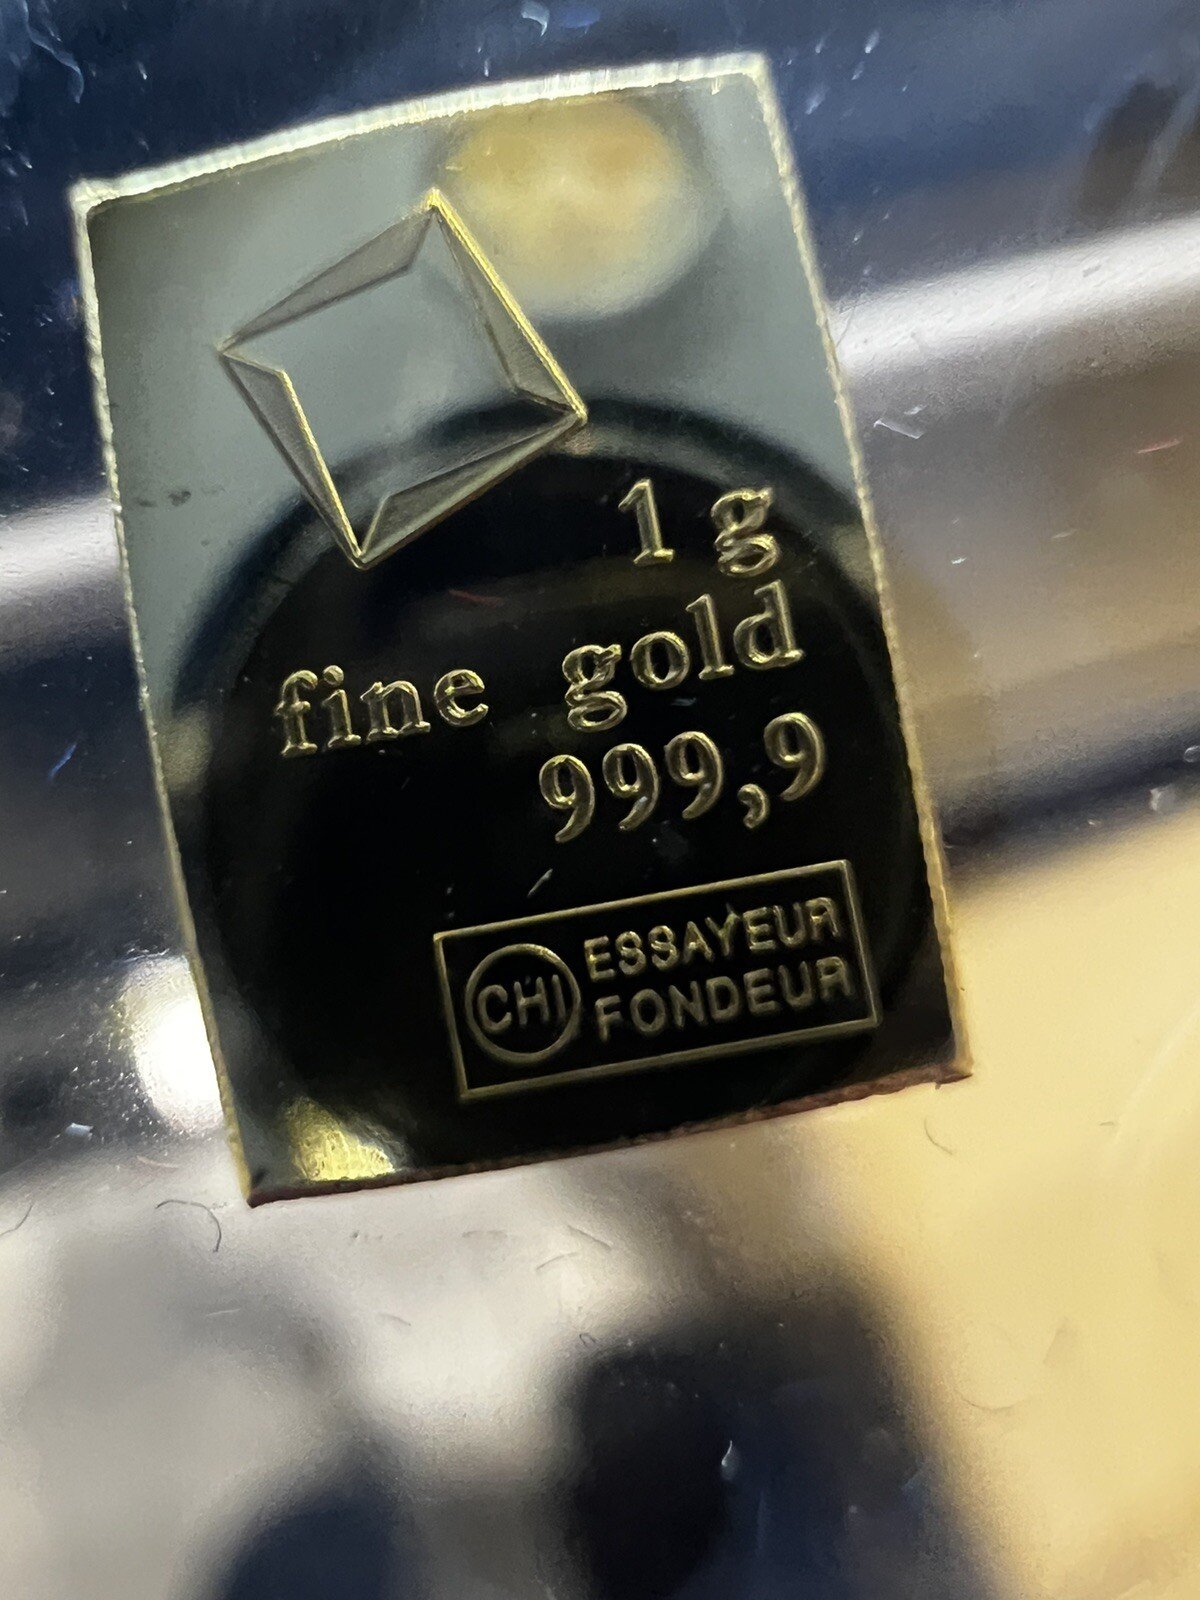 1 g
fine gold
999,9
CHI ESSAYEUR
FONDEUR